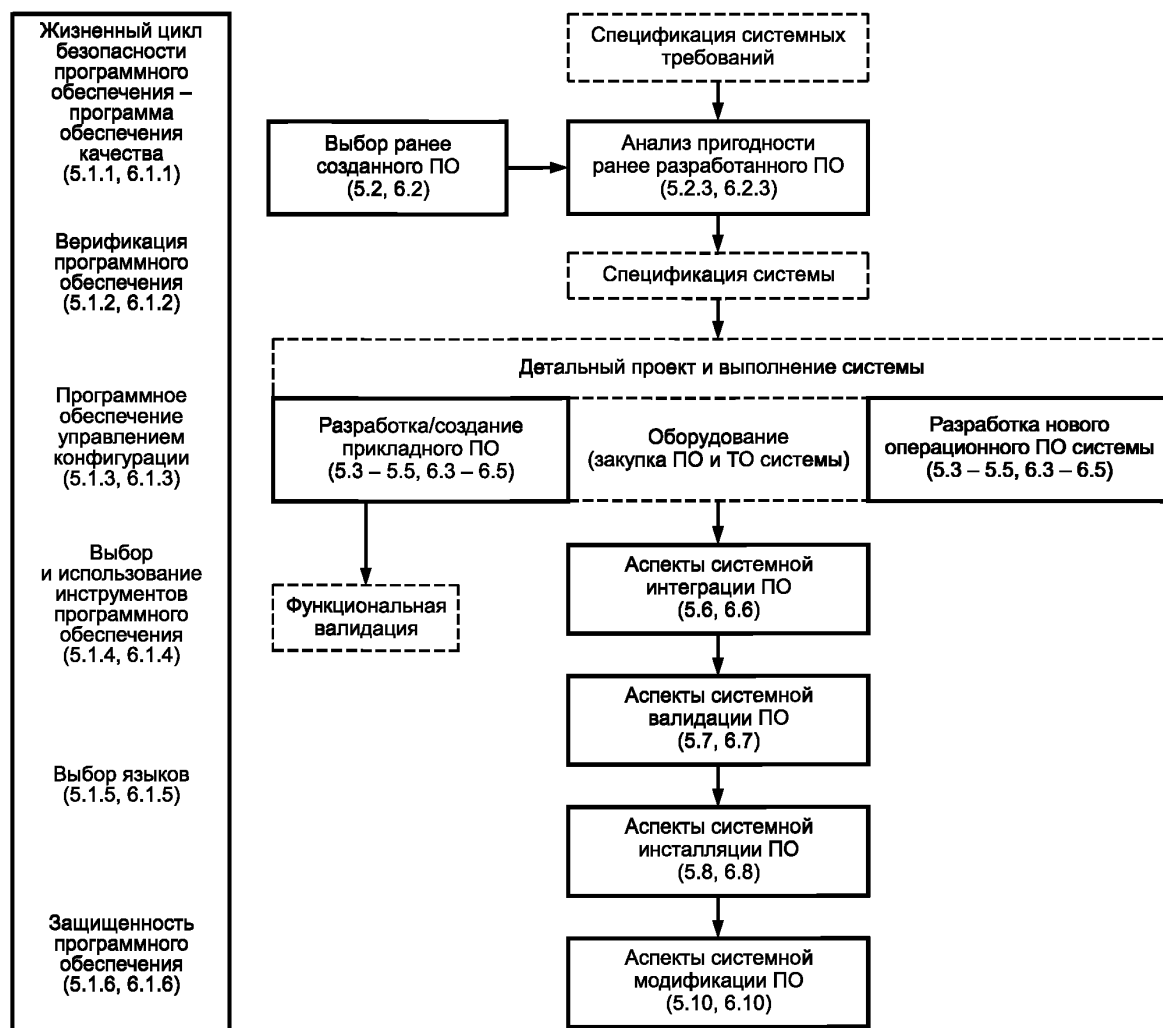 Жизненный цикл
безопасности
программного
обеспечения –
программа
обеспечения
качества
(5.1.1, 6.1.1)
Верификация
программного
обеспечения
(5.1.2, 6.1.2)
Программное
обеспечение
управлением
конфигурации
(5.1.3, 6.1.3)
Выбор
и использование
инструментов
программного
обеспечения
(5.1.4, 6.1.4)
Выбор языков
(5.1.5, 6.1.5)
Защищенность
программного
обеспечения
(5.1.6, 6.1.6)
Спецификация системных
требований
Выбор ранее
созданного ПО
(5.2, 6.2)
Анализ пригодности
ранее разработанного ПО
(5.2.3, 6.2.3)
Спецификация системы
Детальный проект и выполнение системы
Разработка/создание
прикладного ПО
(5.3 – 5.5, 6.3 – 6.5)
Оборудование
(закупка ПО и ТО системы)
Разработка нового
операционного ПО системы
(5.3 – 5.5, 6.3 – 6.5)
Функциональная
валидация
Аспекты системной
интеграции ПО
(5.6, 6.6)
Аспекты системной
валидации ПО
(5.7, 6.7)
Аспекты системной
инсталляции ПО
(5.8, 6.8)
Аспекты системной
модификации ПО
(5.10, 6.10)